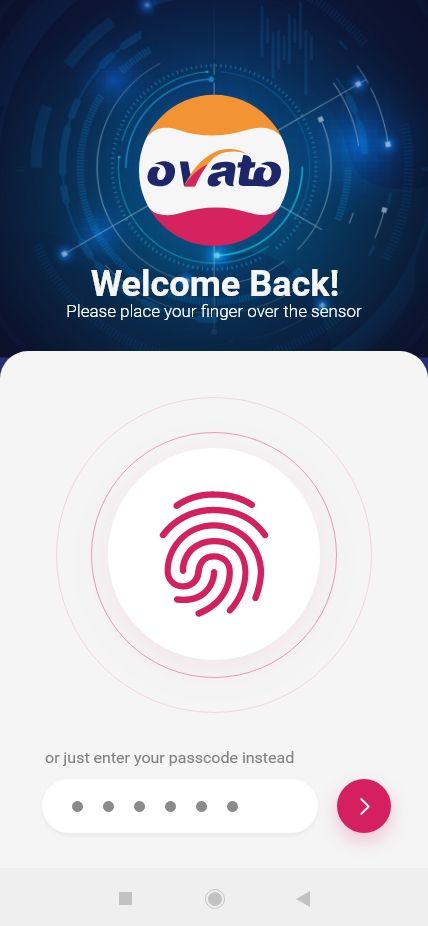 ovato
Welcome Back!
Please place your finger over the sensor
or just enter your passcode instead